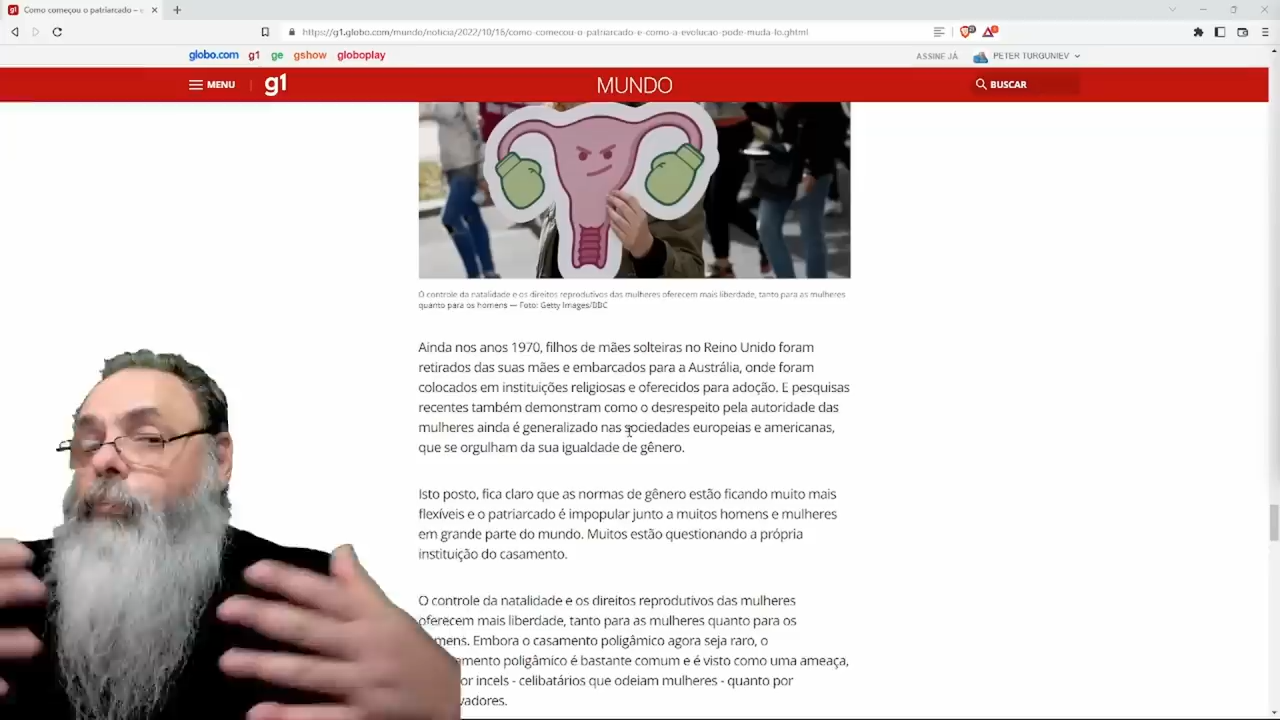 g1 Como começou o patriarcado – e
https://g1.globo.com/mundo/noticia/2022/10/16/como-comecou-o-patriarcado-e-como-a-evolucao-pode-muda-lo.ghtml
globo.com g1 ge gshow globoplay ASSINE JÁ PETER TURGUNIEV
MENU g1 MUNDO BUSCAR
O controle da natalidade e os direitos reprodutivos das mulheres oferecem mais liberdade, tanto para as mulheres
quanto para os homens — Foto: Getty Images/BBC
Ainda nos anos 1970, filhos de mães solteiras no Reino Unido foram
retirados das suas mães e embarcados para a Austrália, onde foram
colocados em instituições religiosas e oferecidos para adoção. E pesquisas
recentes também demonstram como o desrespeito pela autoridade das
mulheres ainda é generalizado nas sociedades europeias e americanas,
que se orgulham da sua igualdade de gênero.
Isto posto, fica claro que as normas de gênero estão ficando muito mais
flexíveis e o patriarcado é impopular junto a muitos homens e mulheres
em grande parte do mundo. Muitos estão questionando a própria
instituição do casamento.
O controle da natalidade e os direitos reprodutivos das mulheres
oferecem mais liberdade, tanto para as mulheres quanto para os
mens. Embora o casamento poligâmico agora seja raro, o
amento poligâmico é bastante comum e é visto como uma ameaça,
or incels - celibatários que odeiam mulheres - quanto por
vadores.